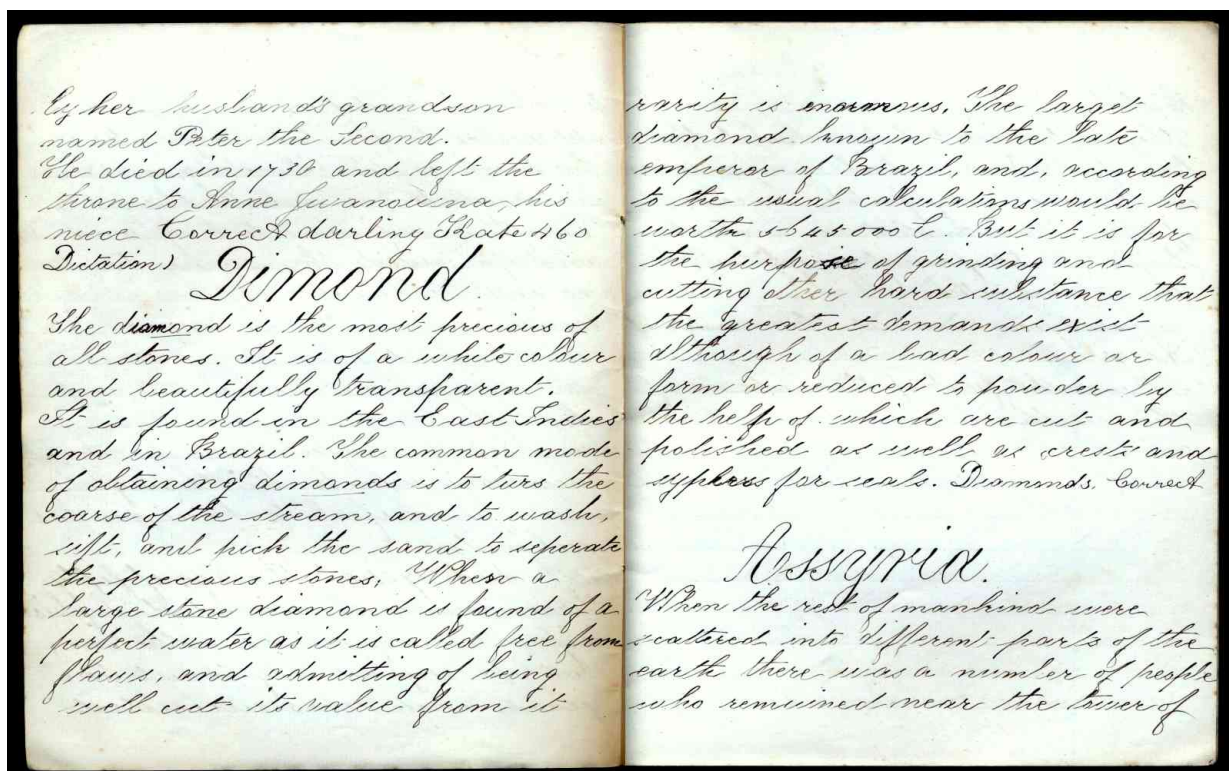 by her husband's grandson
named Peter the Second.
He died in 1730 and left the
throne to Anne Iwanowna, his
niece Correct darling Kate 460
Dictation)
Dimond
The diamond is the most precious of
all stones. It is of a while colour
and beautifully transparent.
It is found in the East Indies
and in Brazil. The common mode
of obtaining dimonds is to turs the
coarse of the stream, and to wash,
sift, and pick the sand to seperate
the precious stones, When a
large stone diamond is found of a
perfect water as it is called free from
flaws, and admitting of being
well cut its value from it
rarity is enormous. The larget
diamond known to the late
emperor of Brazil, and, according
to the usual calculations would be
worth 5645000 £. But it is for
the purpose of grinding and
cutting other hard substance that
the greatest demands exist
although of a bad colour or
form or reduced to powder by
the help of which are cut and
polished as well as crests and
for seals. Diamonds. Correct
Assyria.
When the rest of mankind were
scattered into different parts of the
earth there was a number of people
who remained near the tower of